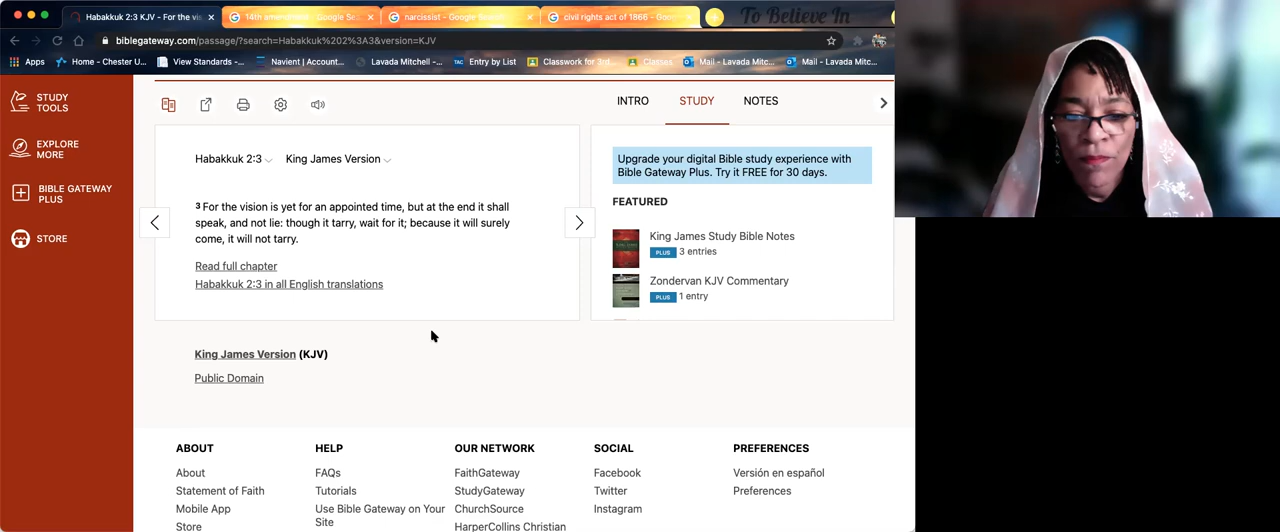 Habakkuk 2:3 KJV - For the vi
14th amendment - Google Se
narcissist - Google Search
civil rights act of 1866 - Goo
To Believe In
biblegateway.com/passage/?search=Habakkuk%202%3A3&version=KJV
Apps
Home - Chester U...
View Standards -...
Navient | Account...
Lavada Mitchell -...
TAC Entry by List
Classwork for 3rd...
Classes
Mail - Lavada Mitc...
Mail - Lavada Mitc...
STUDY
TOOLS
EXPLORE
MORE
BIBLE GATEWAY
PLUS
STORE
INTRO STUDY NOTES
Habakkuk 2:3 King James Version
3 For the vision is yet for an appointed time, but at the end it shall
speak, and not lie: though it tarry, wait for it; because it will surely
come, it will not tarry.
Read full chapter
Habakkuk 2:3 in all English translations
Upgrade your digital Bible study experience with
Bible Gateway Plus. Try it FREE for 30 days.
FEATURED
King James Study Bible Notes
PLUS 3 entries
Zondervan KJV Commentary
PLUS 1 entry
King James Version (KJV)
Public Domain
ABOUT
About
Statement of Faith
Mobile App
Store
HELP
FAQs
Tutorials
Use Bible Gateway on Your
Site
OUR NETWORK
FaithGateway
StudyGateway
ChurchSource
HarperCollins Christian
SOCIAL
Facebook
Twitter
Instagram
PREFERENCES
Versión en español
Preferences